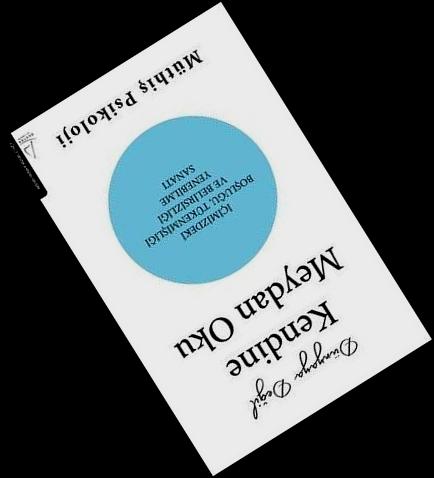 Dünyaya Değil
Kendine
Meydan Oku
İÇİMİZDEKİ
BOŞLUĞU, TÜKENMİŞLİĞİ
VE BELİRSİZLİĞİ
YENEBİLME
SANATI
Müthiş Psikoloji